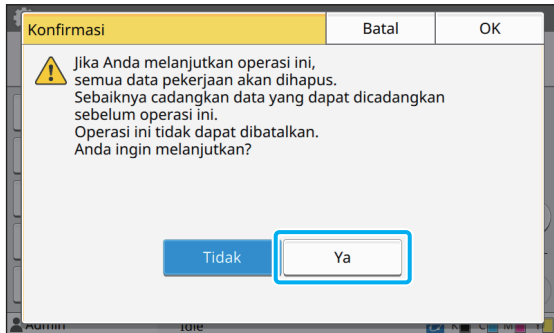 Konfirmasi
Batal
OK
Jika Anda melanjutkan operasi ini,
semua data pekerjaan akan dihapus.
Sebaiknya cadangkan data yang dapat dicadangkan
sebelum operasi ini.
Operasi ini tidak dapat dibatalkan.
Anda ingin melanjutkan?
Tidak
Ya
Admin
Idle
K C M Y